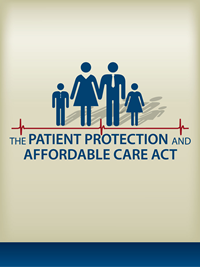 THE PATIENT PROTECTION AND
AFFORDABLE CARE ACT